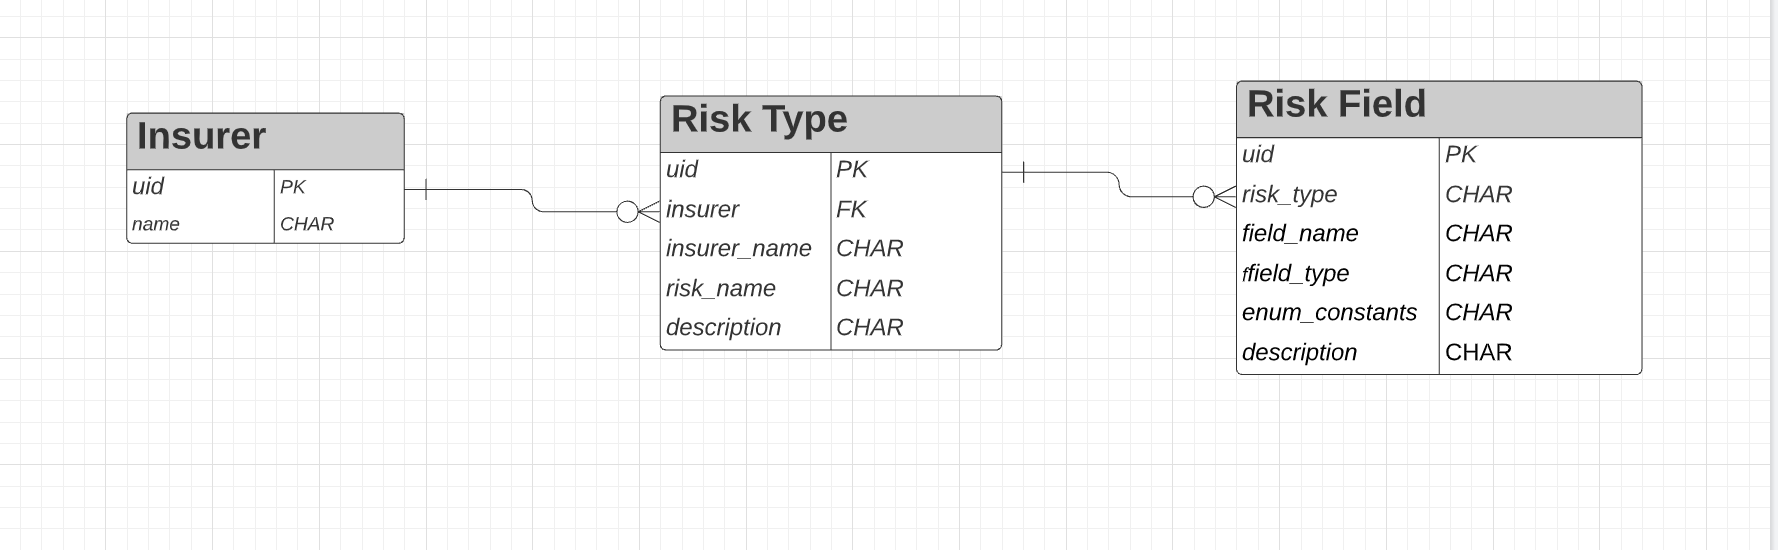 Insurer
uid PK
name CHAR
Risk Type
uid PK
insurer FK
insurer_name CHAR
risk_name CHAR
description CHAR
Risk Field
uid PK
risk_type CHAR
field_name CHAR
ffield_type CHAR
enum_constants CHAR
description CHAR